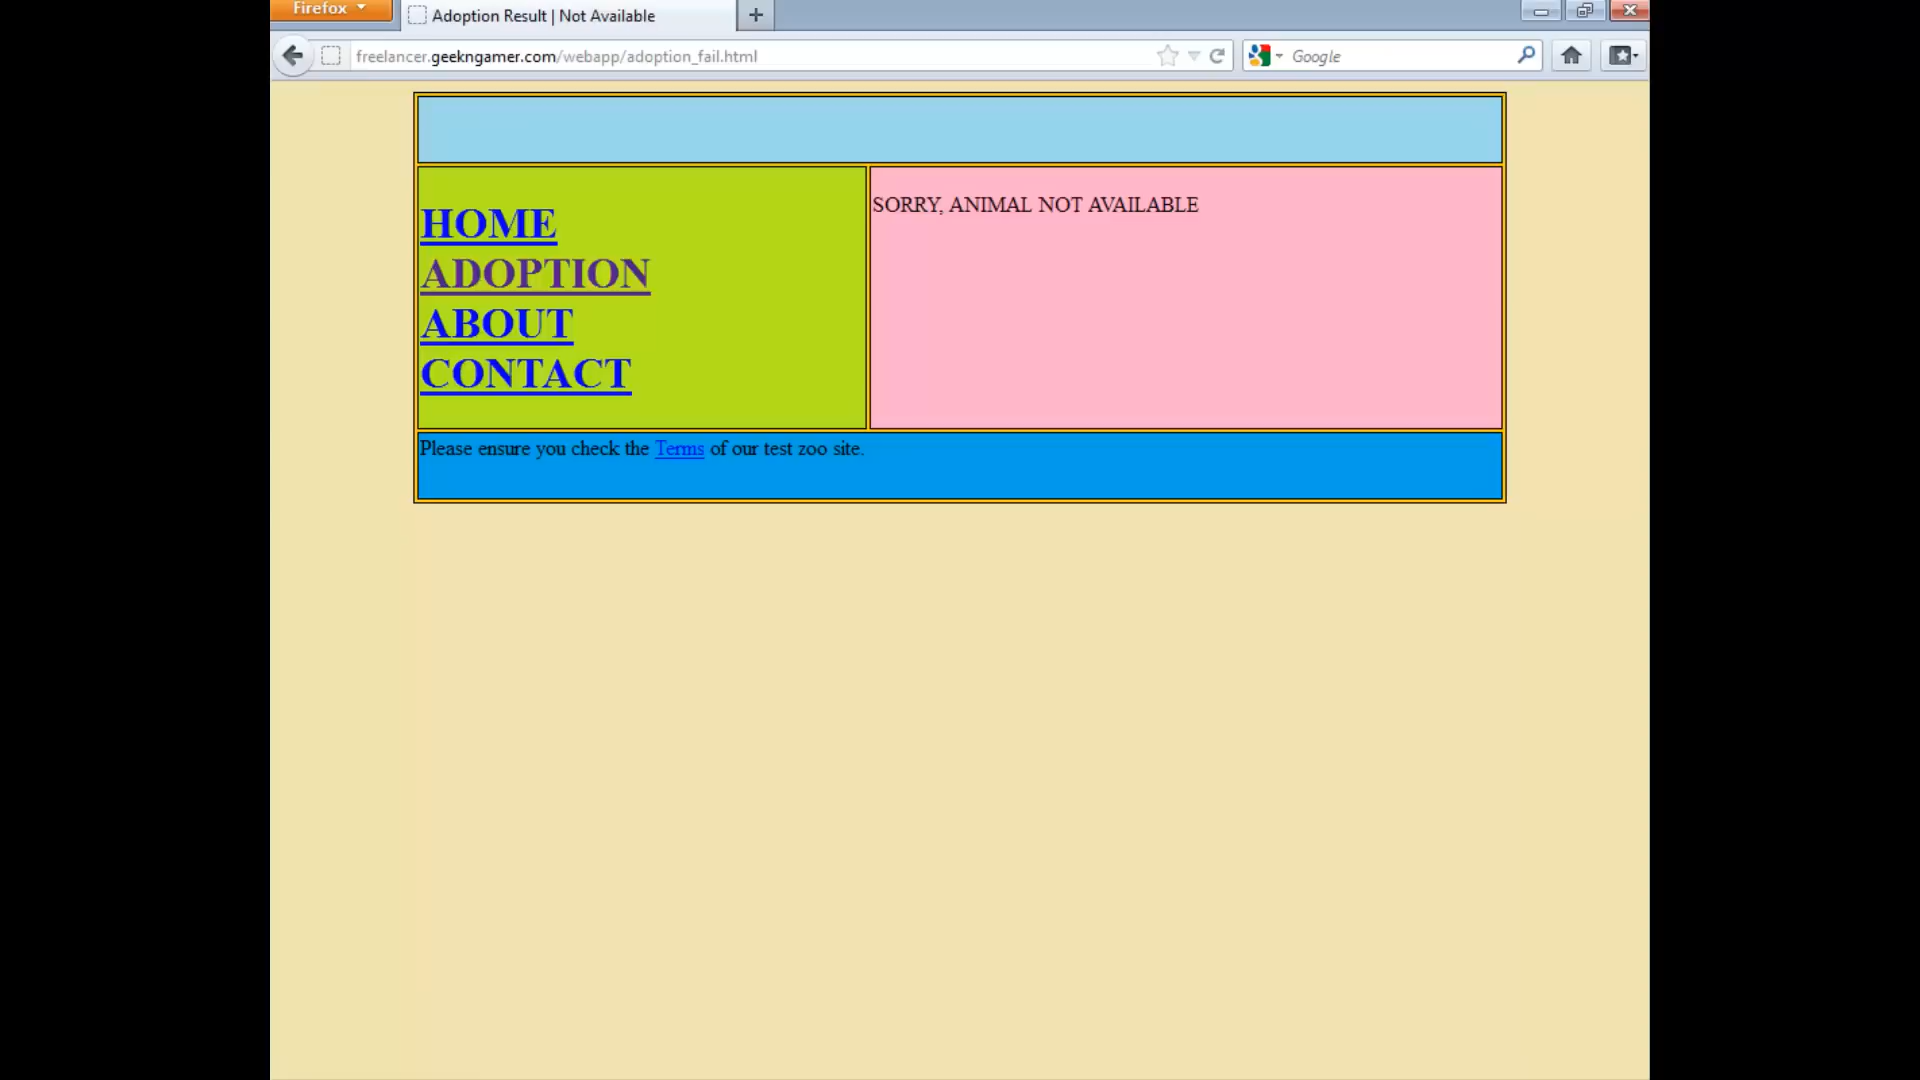 Firefox
Adoption Result | Not Available
freelancer.geekngamer.com/webapp/adoption_fail.html
Google
HOME
ADOPTION
ABOUT
CONTACT
SORRY, ANIMAL NOT AVAILABLE
Please ensure you check the Terms of our test zoo site.